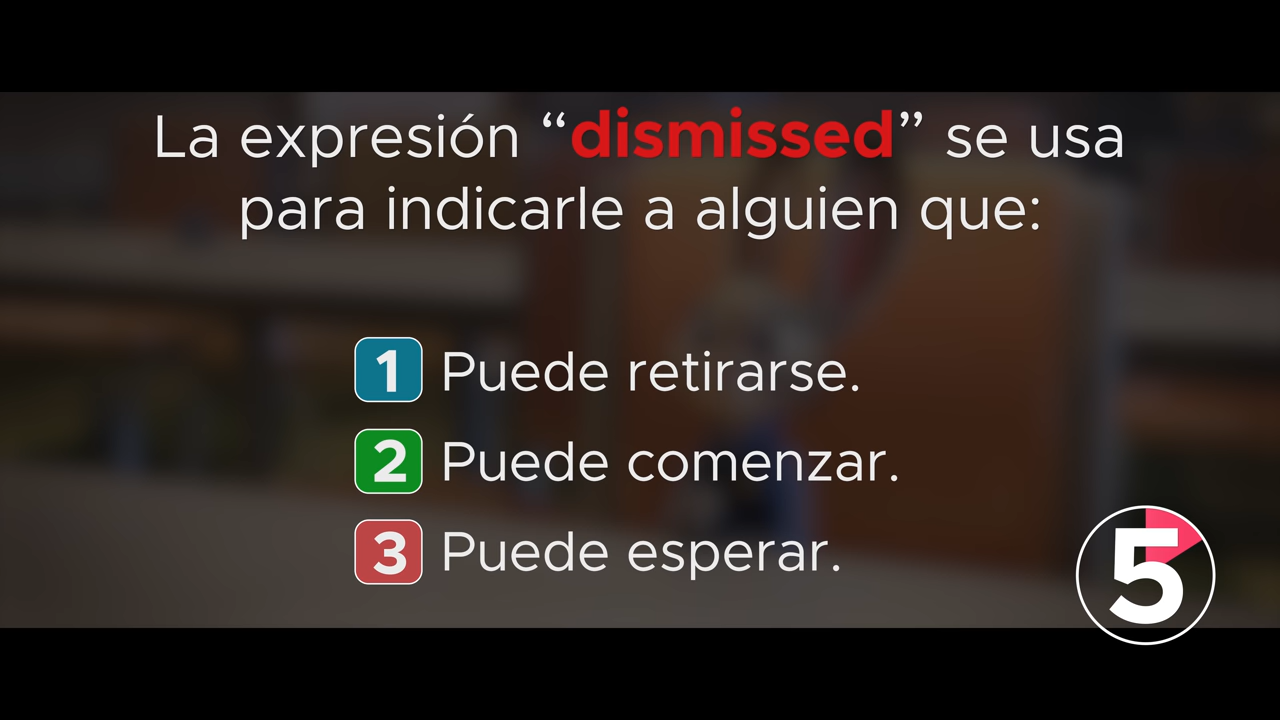 La expresión “dismissed” se usa
para indicarle a alguien que:
1 Puede retirarse.
2 Puede comenzar.
3 Puede esperar.
5